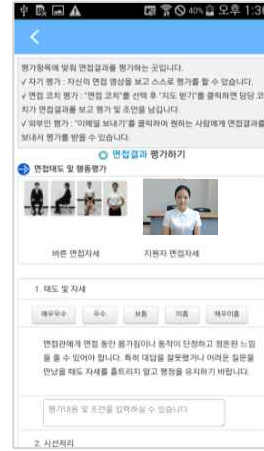 40% 오후 1:36
평가항목에 맞춰 면접결과를 평가하는 곳입니다.
√ 자기 평가 : 자신의 면접 영상을 보고 스스로 평가를 할 수 있습니다.
√ 면접 코치 평가 : "면접 코치"를 선택 후 "지도 받기"를 클릭하면 담당 코
치가 면접결과를 보고 평가 및 조언을 남깁니다.
√ 외부인 평가 : "이메일 보내기"를 클릭하여 원하는 사람에게 면접결과를
보내서 평가를 받을 수 있습니다.
면접결과 평가하기
면접태도 및 행동평가
바른 면접자세 지원자 면접자세
1. 태도 및 자세
매우우수 우수 보통 미흡 매우미흡
면접관에게 면접 동안 몸가짐이나 동작이 단정하고 정돈된 느낌
을 줄 수 있어야 합니다. 특히 대답을 잘못했거나 어려운 질문을
만났을 때도 자세를 흩트리지 말고 평정을 유지하기 바랍니다.
평가내용 및 조언을 입력하실 수 있습니다
2. 시선처리